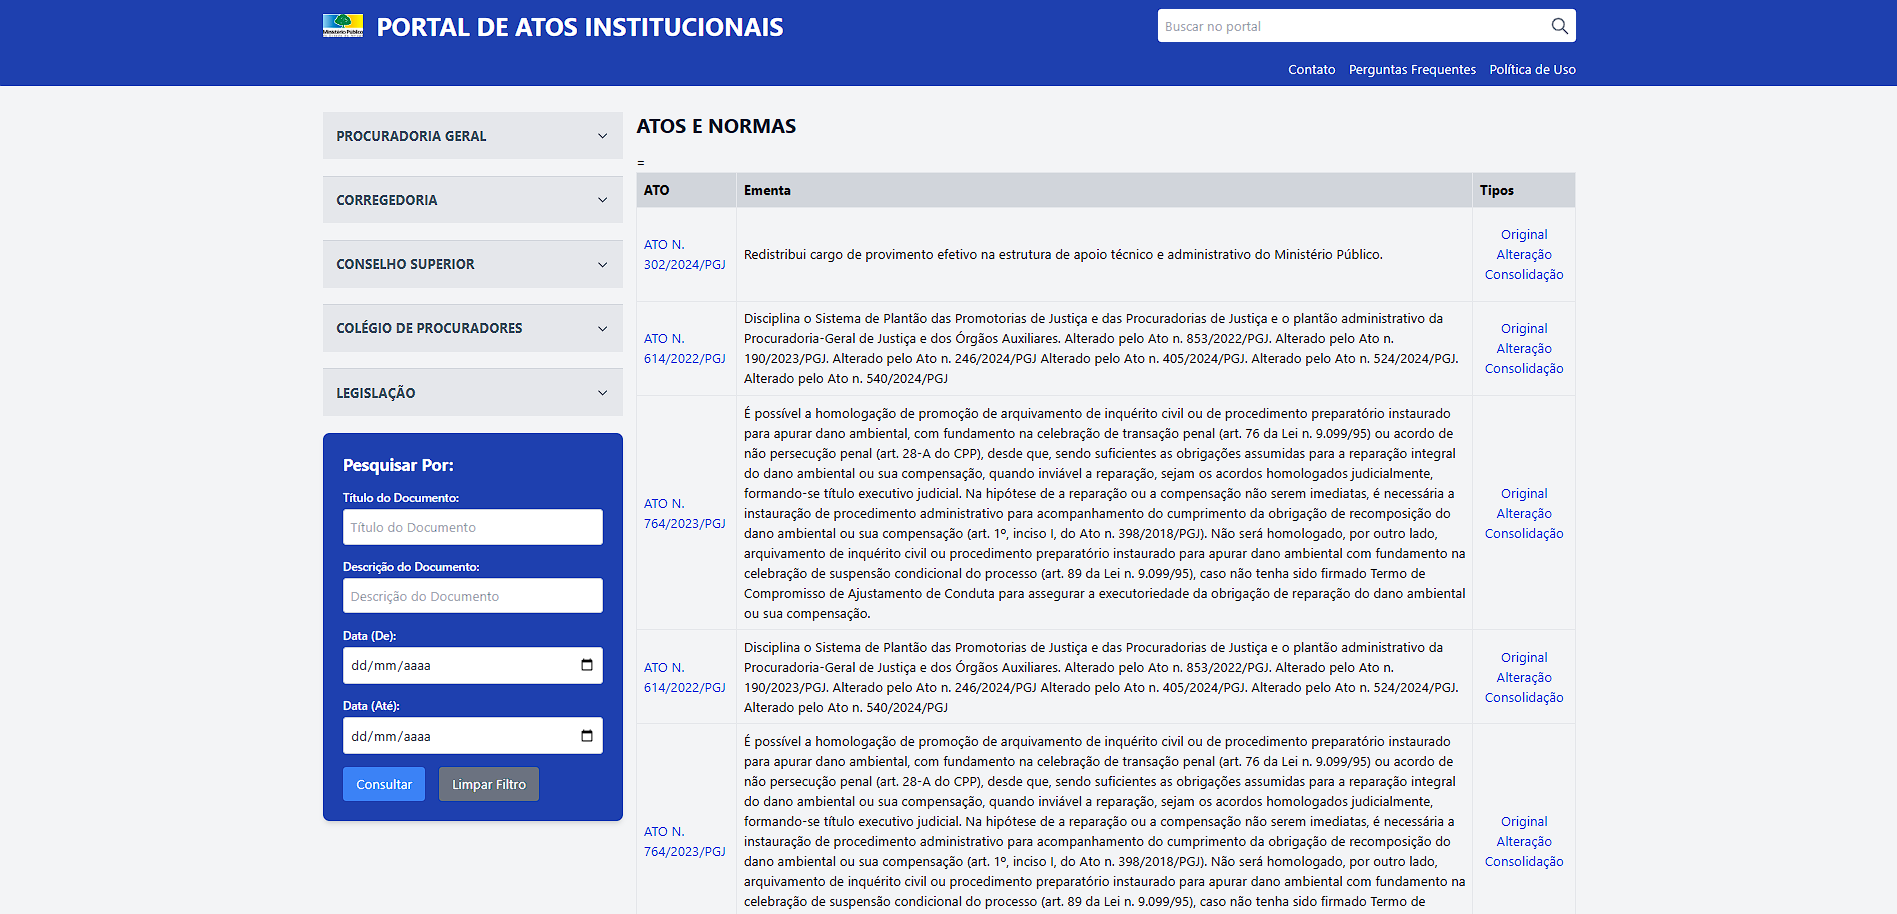 Ministério Público
PORTAL DE ATOS INSTITUCIONAIS
Buscar no portal
Contato Perguntas Frequentes Política de Uso
PROCURADORIA GERAL
CORREGEDORIA
CONSELHO SUPERIOR
COLÉGIO DE PROCURADORES
LEGISLAÇÃO
Pesquisar Por:
Título do Documento:
Título do Documento
Descrição do Documento:
Descrição do Documento
Data (De):
dd/mm/aaaa
Data (Até):
dd/mm/aaaa
Consultar Limpar Filtro
ATOS E NORMAS
=
ATO Ementa Tipos
ATO N.
302/2024/PGJ
Redistribui cargo de provimento efetivo na estrutura de apoio técnico e administrativo do Ministério Público.
Original
Alteração
Consolidação
ATO N.
614/2022/PGJ
Disciplina o Sistema de Plantão das Promotorias de Justiça e das Procuradorias de Justiça e o plantão administrativo da
Procuradoria-Geral de Justiça e dos Órgãos Auxiliares. Alterado pelo Ato n. 853/2022/PGJ. Alterado pelo Ato n.
190/2023/PGJ. Alterado pelo Ato n. 246/2024/PGJ Alterado pelo Ato n. 405/2024/PGJ. Alterado pelo Ato n. 524/2024/PGJ.
Alterado pelo Ato n. 540/2024/PGJ
Original
Alteração
Consolidação
ATO N.
764/2023/PGJ
É possível a homologação de promoção de arquivamento de inquérito civil ou de procedimento preparatório instaurado
para apurar dano ambiental, com fundamento na celebração de transação penal (art. 76 da Lei n. 9.099/95) ou acordo de
não persecução penal (art. 28-A do CPP), desde que, sendo suficientes as obrigações assumidas para a reparação integral
do dano ambiental ou sua compensação, quando inviável a reparação, sejam os acordos homologados judicialmente,
formando-se título executivo judicial. Na hipótese de a reparação ou a compensação não serem imediatas, é necessária a
instauração de procedimento administrativo para acompanhamento do cumprimento da obrigação de recomposição do
dano ambiental ou sua compensação (art. 1º, inciso I, do Ato n. 398/2018/PGJ). Não será homologado, por outro lado,
arquivamento de inquérito civil ou procedimento preparatório instaurado para apurar dano ambiental com fundamento na
celebração de suspensão condicional do processo (art. 89 da Lei n. 9.099/95), caso não tenha sido firmado Termo de
Compromisso de Ajustamento de Conduta para assegurar a executoriedade da obrigação de reparação do dano ambiental
ou sua compensação.
Original
Alteração
Consolidação
ATO N.
614/2022/PGJ
Disciplina o Sistema de Plantão das Promotorias de Justiça e das Procuradorias de Justiça e o plantão administrativo da
Procuradoria-Geral de Justiça e dos Órgãos Auxiliares. Alterado pelo Ato n. 853/2022/PGJ. Alterado pelo Ato n.
190/2023/PGJ. Alterado pelo Ato n. 246/2024/PGJ Alterado pelo Ato n. 405/2024/PGJ. Alterado pelo Ato n. 524/2024/PGJ.
Alterado pelo Ato n. 540/2024/PGJ
Original
Alteração
Consolidação
ATO N.
764/2023/PGJ
É possível a homologação de promoção de arquivamento de inquérito civil ou de procedimento preparatório instaurado
para apurar dano ambiental, com fundamento na celebração de transação penal (art. 76 da Lei n. 9.099/95) ou acordo de
não persecução penal (art. 28-A do CPP), desde que, sendo suficientes as obrigações assumidas para a reparação integral
do dano ambiental ou sua compensação, quando inviável a reparação, sejam os acordos homologados judicialmente,
formando-se título executivo judicial. Na hipótese de a reparação ou a compensação não serem imediatas, é necessária a
instauração de procedimento administrativo para acompanhamento do cumprimento da obrigação de recomposição do
dano ambiental ou sua compensação (art. 1º, inciso I, do Ato n. 398/2018/PGJ). Não será homologado, por outro lado,
arquivamento de inquérito civil ou procedimento preparatório instaurado para apurar dano ambiental com fundamento na
celebração de suspensão condicional do processo (art. 89 da Lei n. 9.099/95), caso não tenha sido firmado Termo de
Original
Alteração
Consolidação